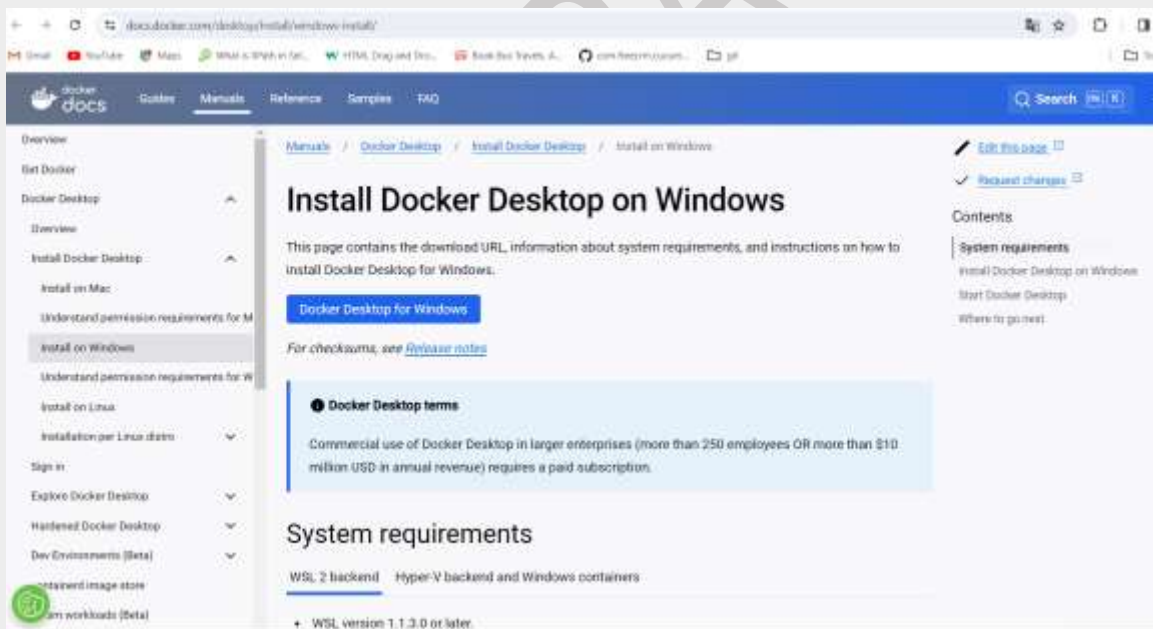 docs.docker.com/desktop/install/windows-install/
Gmail YouTube Maps
docker docs Guides Manuals Reference Samples FAQ Search
Overview
Get Docker
Docker Desktop
Overview
Install Docker Desktop
Install on Mac
Understand permission requirements for M
Install on Windows
Understand permission requirements for W
Install on Linux
Installation per Linux distro
Sign in
Explore Docker Desktop
Hardened Docker Desktop
Dev Environments (Beta)
ontainerd image store
workloads (Beta)
Manuals / Docker Desktop / Install Docker Desktop / Install on Windows
Install Docker Desktop on Windows
This page contains the download URL, information about system requirements, and instructions on how to
install Docker Desktop for Windows.
Docker Desktop for Windows
For checksums, see Release notes
Docker Desktop terms
Commercial use of Docker Desktop in larger enterprises (more than 250 employees OR more than $10
million USD in annual revenue) requires a paid subscription.
System requirements
WSL 2 backend Hyper-V backend and Windows containers
• WSL version 1.1.3.0 or later.
Edit this page
Request changes
Contents
System requirements
Install Docker Desktop on Windows
Start Docker Desktop
Where to go next